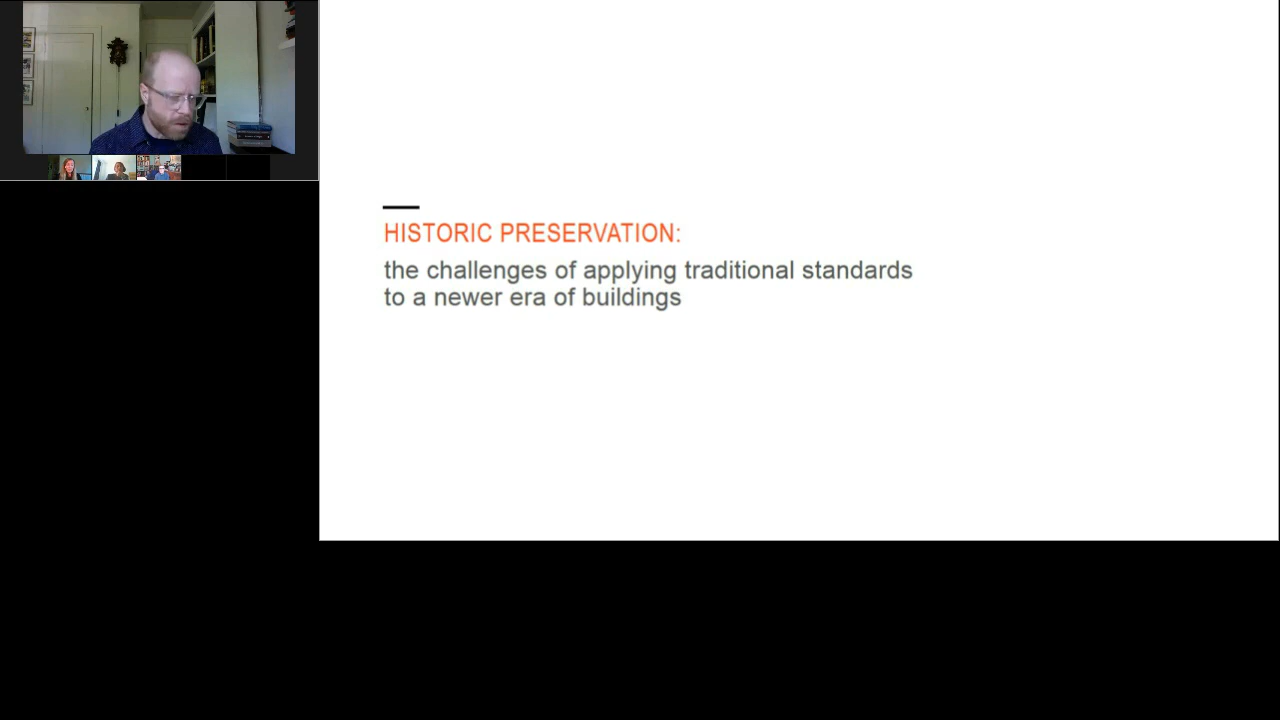 HISTORIC PRESERVATION:
the challenges of applying traditional standards
to a newer era of buildings